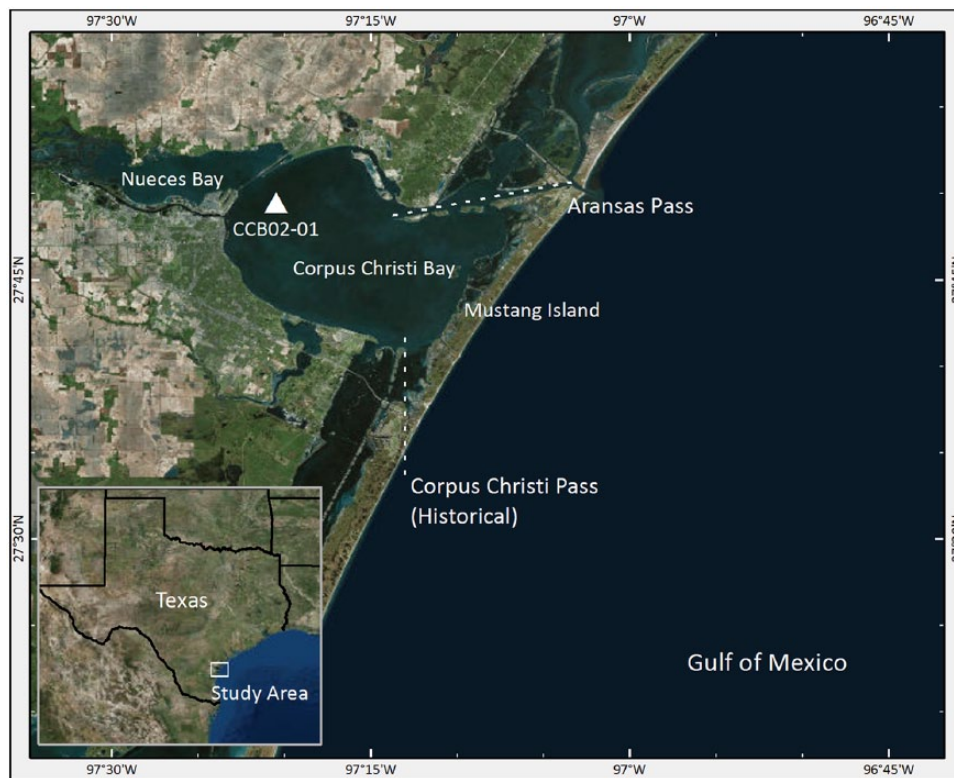 97°30'W 97°15'W 97°W 96°45'W
Nueces Bay
CCB02-01
Aransas Pass
Corpus Christi Bay
27°45'N
Mustang Island
Corpus Christi Pass
(Historical)
27°30'N
Texas
Study Area
Gulf of Mexico
97°30'W 97°15'W 97°W 96°45'W